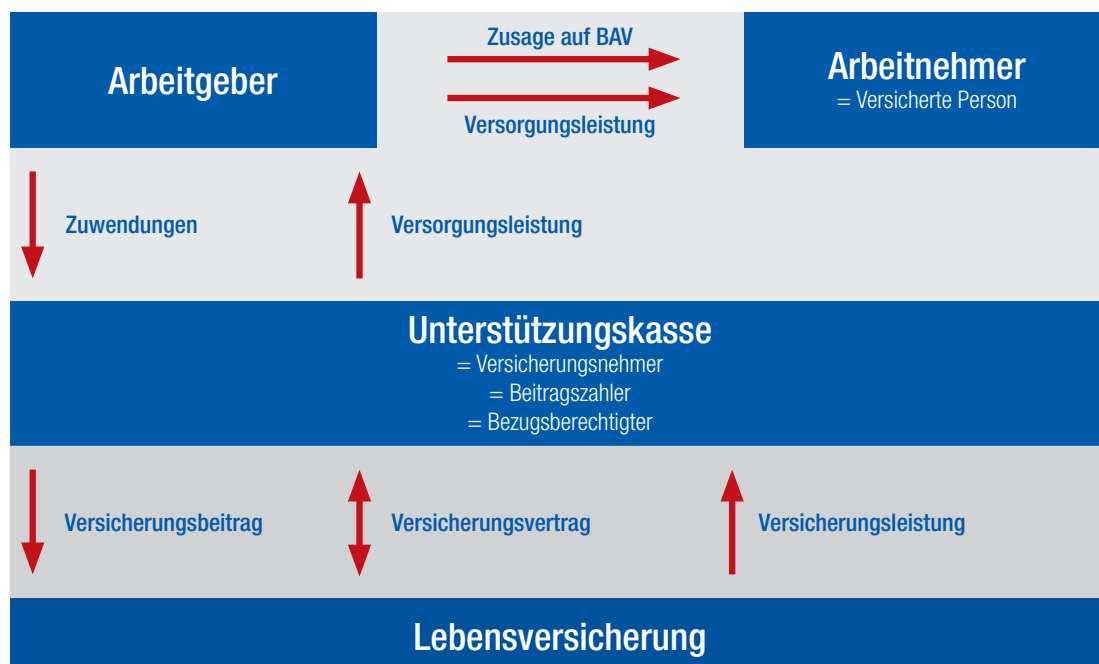 Arbeitgeber
Zusage auf BAV
Versorgungsleistung
Arbeitnehmer
= Versicherte Person
Zuwendungen
Versorgungsleistung
Unterstützungskasse
= Versicherungsnehmer
= Beitragszahler
= Bezugsberechtigter
Versicherungsbeitrag
Versicherungsvertrag
Versicherungsleistung
Lebensversicherung